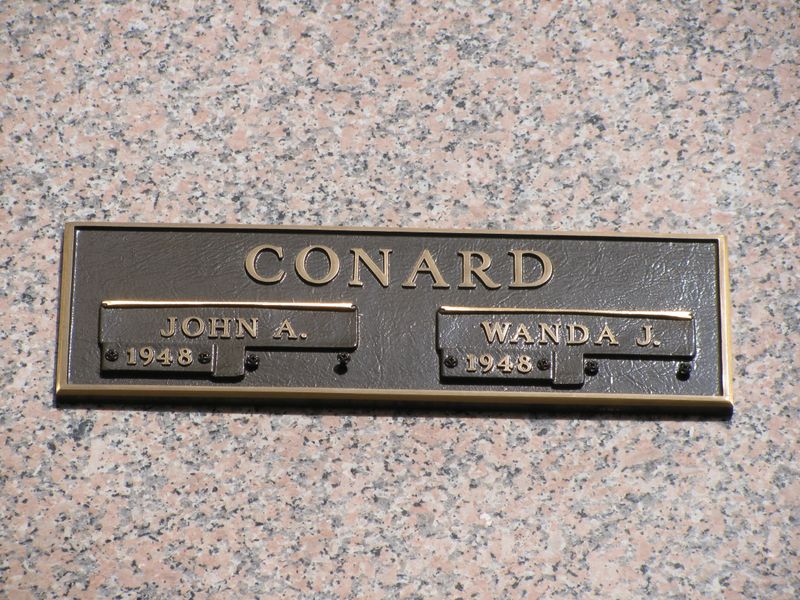 CONARD
JOHN A.
1948
WANDA J.
1948